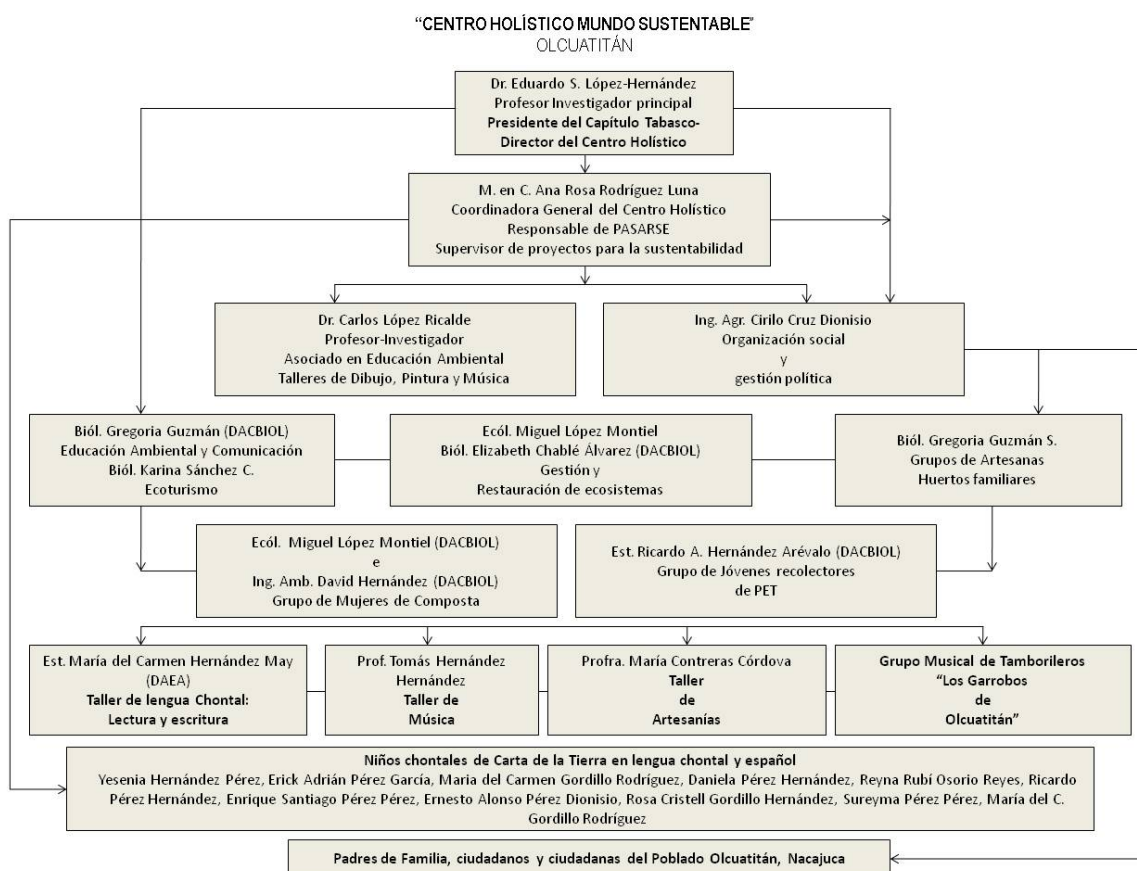 "CENTRO HOLÍSTICO MUNDO SUSTENTABLE"
OLCUATITÁN
Dr. Eduardo S. López-Hernández
Profesor Investigador principal
Presidente del Capítulo Tabasco-
Director del Centro Holístico
M. en C. Ana Rosa Rodríguez Luna
Coordinadora General del Centro Holístico
Responsable de PASARSE
Supervisor de proyectos para la sustentabilidad
Dr. Carlos López Ricalde
Profesor-Investigador
Asociado en Educación Ambiental
Talleres de Dibujo, Pintura y Música
Ing. Agr. Cirilo Cruz Dionisio
Organización social
y
gestión política
Biól. Gregoria Guzmán (DACBIOL)
Educación Ambiental y Comunicación
Biól. Karina Sánchez C.
Ecoturismo
Ecól. Miguel López Montiel
Biól. Elizabeth Chablé Álvarez (DACBIOL)
Gestión y
Restauración de ecosistemas
Biól. Gregoria Guzmán S.
Grupos de Artesanas
Huertos familiares
Ecól. Miguel López Montiel (DACBIOL)
e
Ing. Amb. David Hernández (DACBIOL)
Grupo de Mujeres de Composta
Est. Ricardo A. Hernández Arévalo (DACBIOL)
Grupo de Jóvenes recolectores
de PET
Est. María del Carmen Hernández May
(DAEA)
Taller de lengua Chontal:
Lectura y escritura
Prof. Tomás Hernández
Hernández
Taller de
Música
Profra. María Contreras Córdova
Taller
de
Artesanías
Grupo Musical de Tamborileros
"Los Garrobos
de
Olcuatitán"
Niños chontales de Carta de la Tierra en lengua chontal y español
Yesenia Hernández Pérez, Erick Adrián Pérez García, Maria del Carmen Gordillo Rodríguez, Daniela Pérez Hernández, Reyna Rubí Osorio Reyes, Ricardo
Pérez Hernández, Enrique Santiago Pérez Pérez, Ernesto Alonso Pérez Dionisio, Rosa Cristell Gordillo Hernández, Sureyma Pérez Pérez, María del C.
Gordillo Rodríguez
Padres de Familia, ciudadanos y ciudadanas del Poblado Olcuatitán, Nacajuca